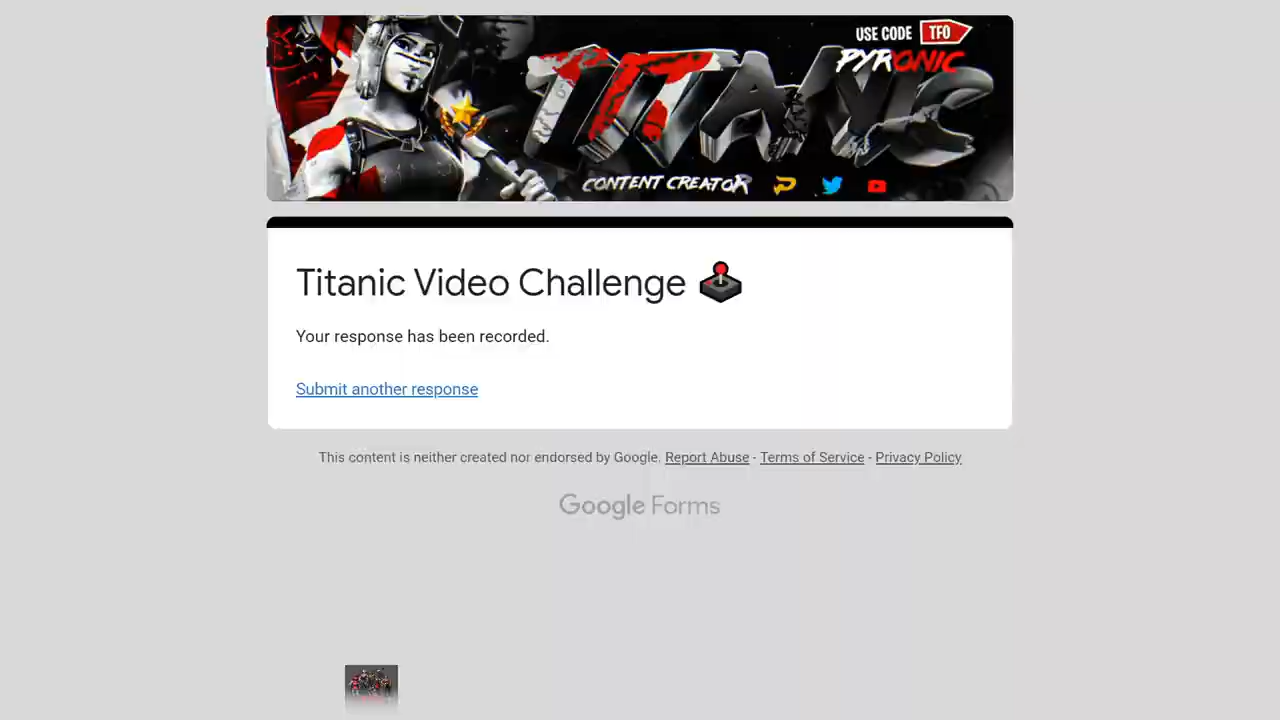 USE CODE TFO
PYRONIC
TITANIC
CONTENT CREATOR
Titanic Video Challenge 🕹️
Your response has been recorded.
Submit another response
This content is neither created nor endorsed by Google. Report Abuse - Terms of Service - Privacy Policy
Google Forms